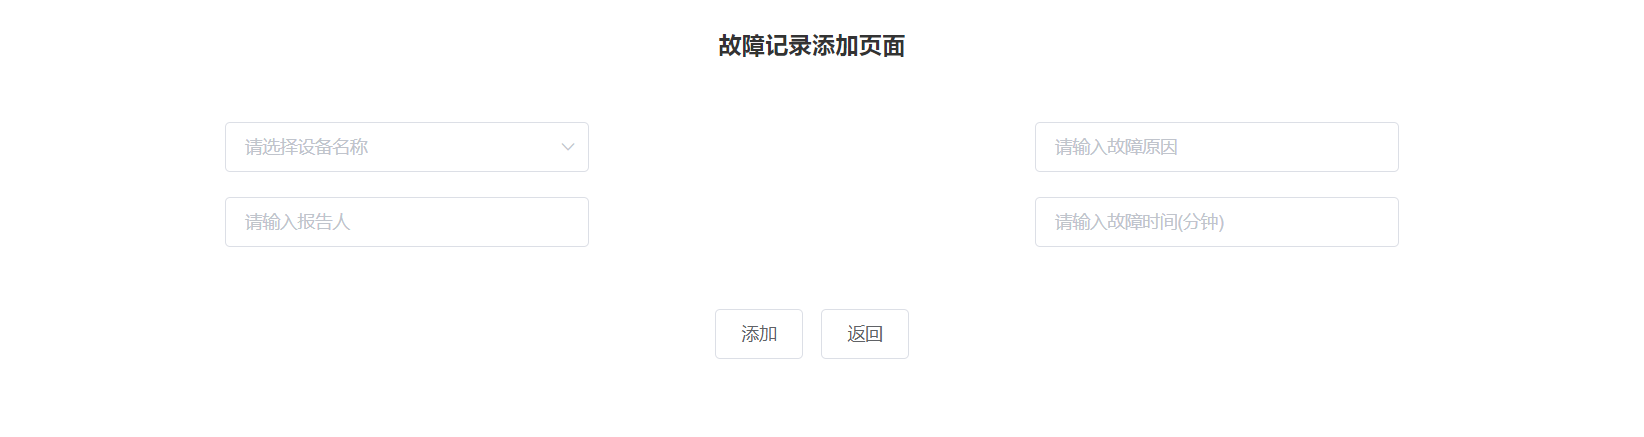 故障记录添加页面
请选择设备名称
请输入故障原因
请输入报告人
请输入故障时间(分钟)
添加
返回